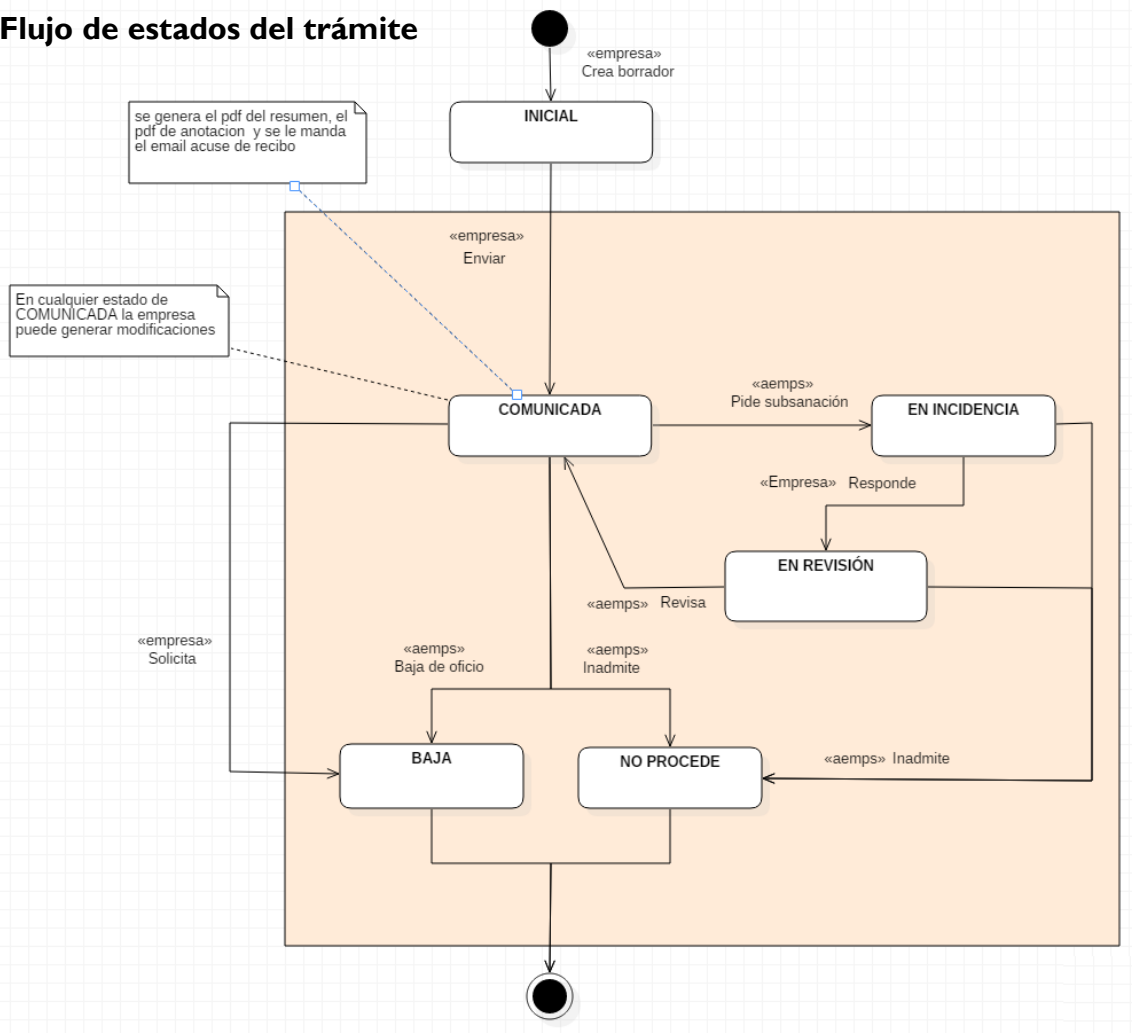 Flujo de estados del trámite
«empresa»
Crea borrador
INICIAL
se genera el pdf del resumen, el
pdf de anotacion y se le manda
el email acuse de recibo
«empresa»
Enviar
En cualquier estado de
COMUNICADA la empresa
puede generar modificaciones
COMUNICADA
«aemps»
Pide subsanación
EN INCIDENCIA
«Empresa» Responde
EN REVISIÓN
«aemps» Revisa
«empresa»
Solicita
«aemps»
Baja de oficio
«aemps»
Inadmite
BAJA
NO PROCEDE
«aemps» Inadmite